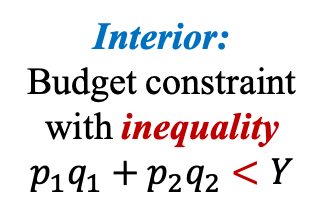 Interior:
Budget constraint
with inequality
p₁q₁ + p₂q₂ < Y